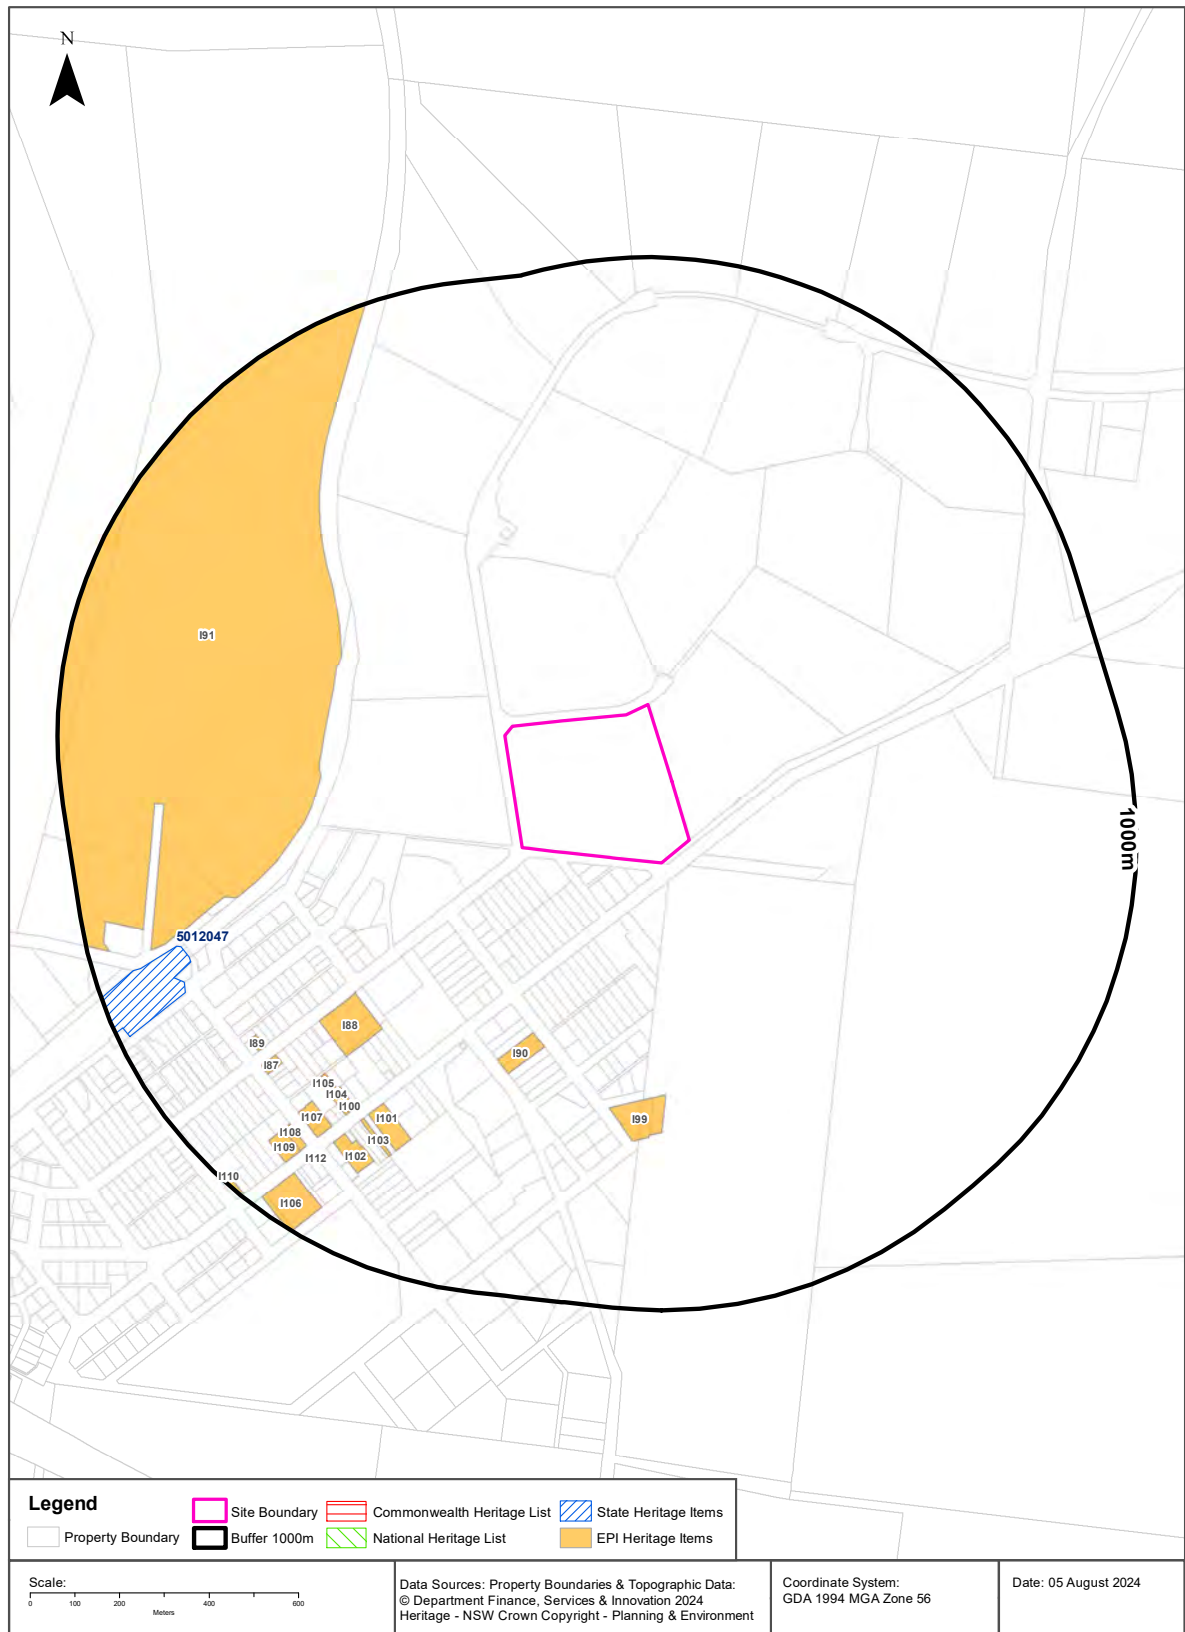 N
I91
1000m
5012047
I88
I89
I90
I87
I105
I104
I100
I107
I101
I99
I108
I103
I109
I112
I102
I110
I106
Legend
Site Boundary
Commonwealth Heritage List
State Heritage Items
Property Boundary
Buffer 1000m
National Heritage List
EPI Heritage Items
Scale:
0 100 200 400 600
Meters
Data Sources: Property Boundaries & Topographic Data:
© Department Finance, Services & Innovation 2024
Heritage - NSW Crown Copyright - Planning & Environment
Coordinate System:
GDA 1994 MGA Zone 56
Date: 05 August 2024